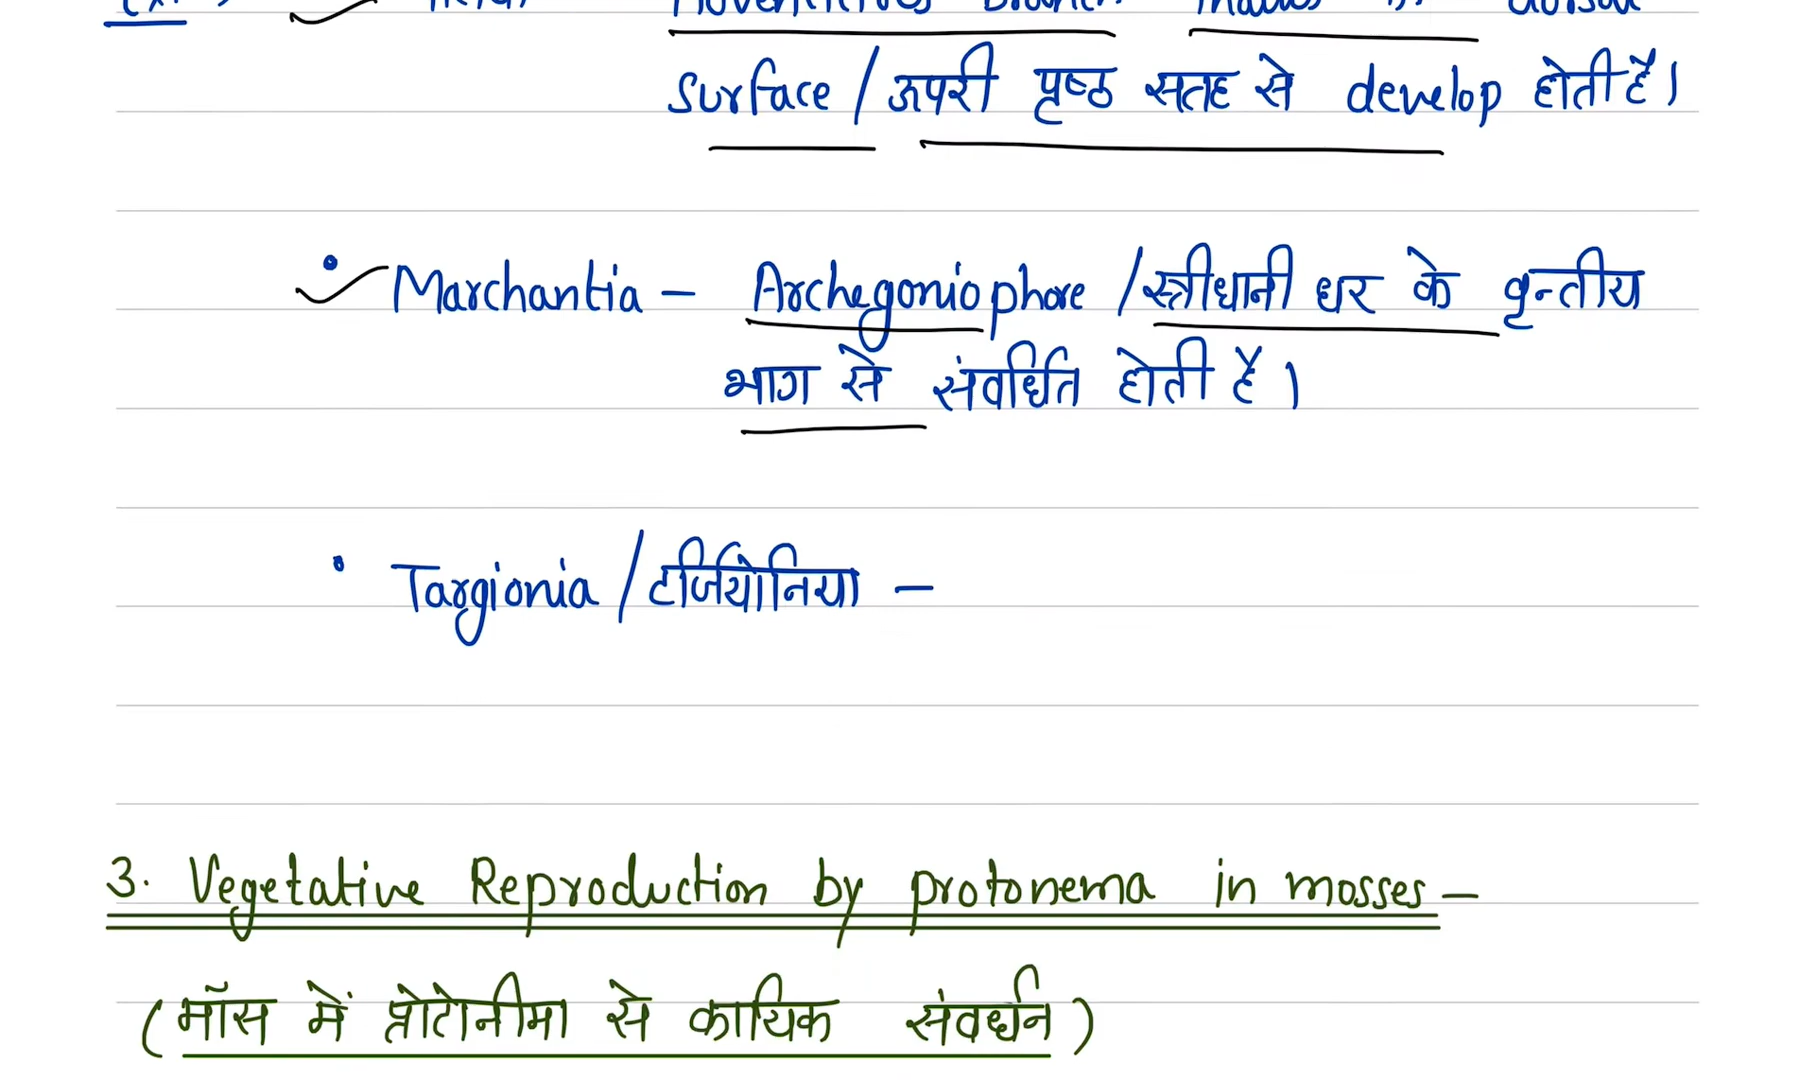 Surface / ऊपरी पृष्ठ सतह से develop होती है।
• Marchantia - Archegoniophore / स्त्रीधानी धर के वृन्तीय
भाग से संवर्धित होती है।
• Targionia / टर्जियोनिया -
3. Vegetative Reproduction by protonema in mosses -
(मॉस में प्रोटोनीमा से कायिक संवर्धन)